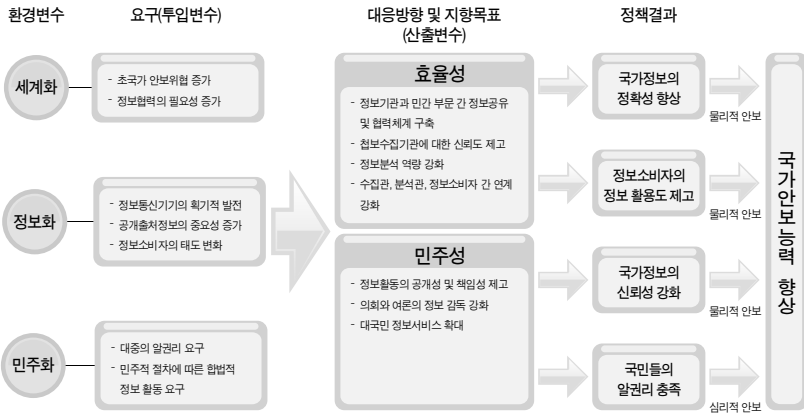 환경변수
요구(투입변수)
대응방향 및 지향목표
(산출변수)
정책결과
세계화
- 초국가 안보위협 증가
- 정보협력의 필요성 증가
정보화
- 정보통신기기의 획기적 발전
- 공개출처정보의 중요성 증가
- 정보소비자의 태도 변화
민주화
- 대중의 알권리 요구
- 민주적 절차에 따른 합법적
정보 활동 요구
효율성
- 정보기관과 민간 부문 간 정보공유
및 협력체계 구축
- 첩보수집기관에 대한 신뢰도 제고
- 정보분석 역량 강화
- 수집관, 분석관, 정보소비자 간 연계
강화
민주성
- 정보활동의 공개성 및 책임성 제고
- 의회와 여론의 정보 감독 강화
- 대국민 정보서비스 확대
국가정보의
정확성 향상
물리적 안보
정보소비자의
정보 활용도 제고
물리적 안보
국가정보의
신뢰성 강화
물리적 안보
국민들의
알권리 충족
심리적 안보
국가안보능력 향상